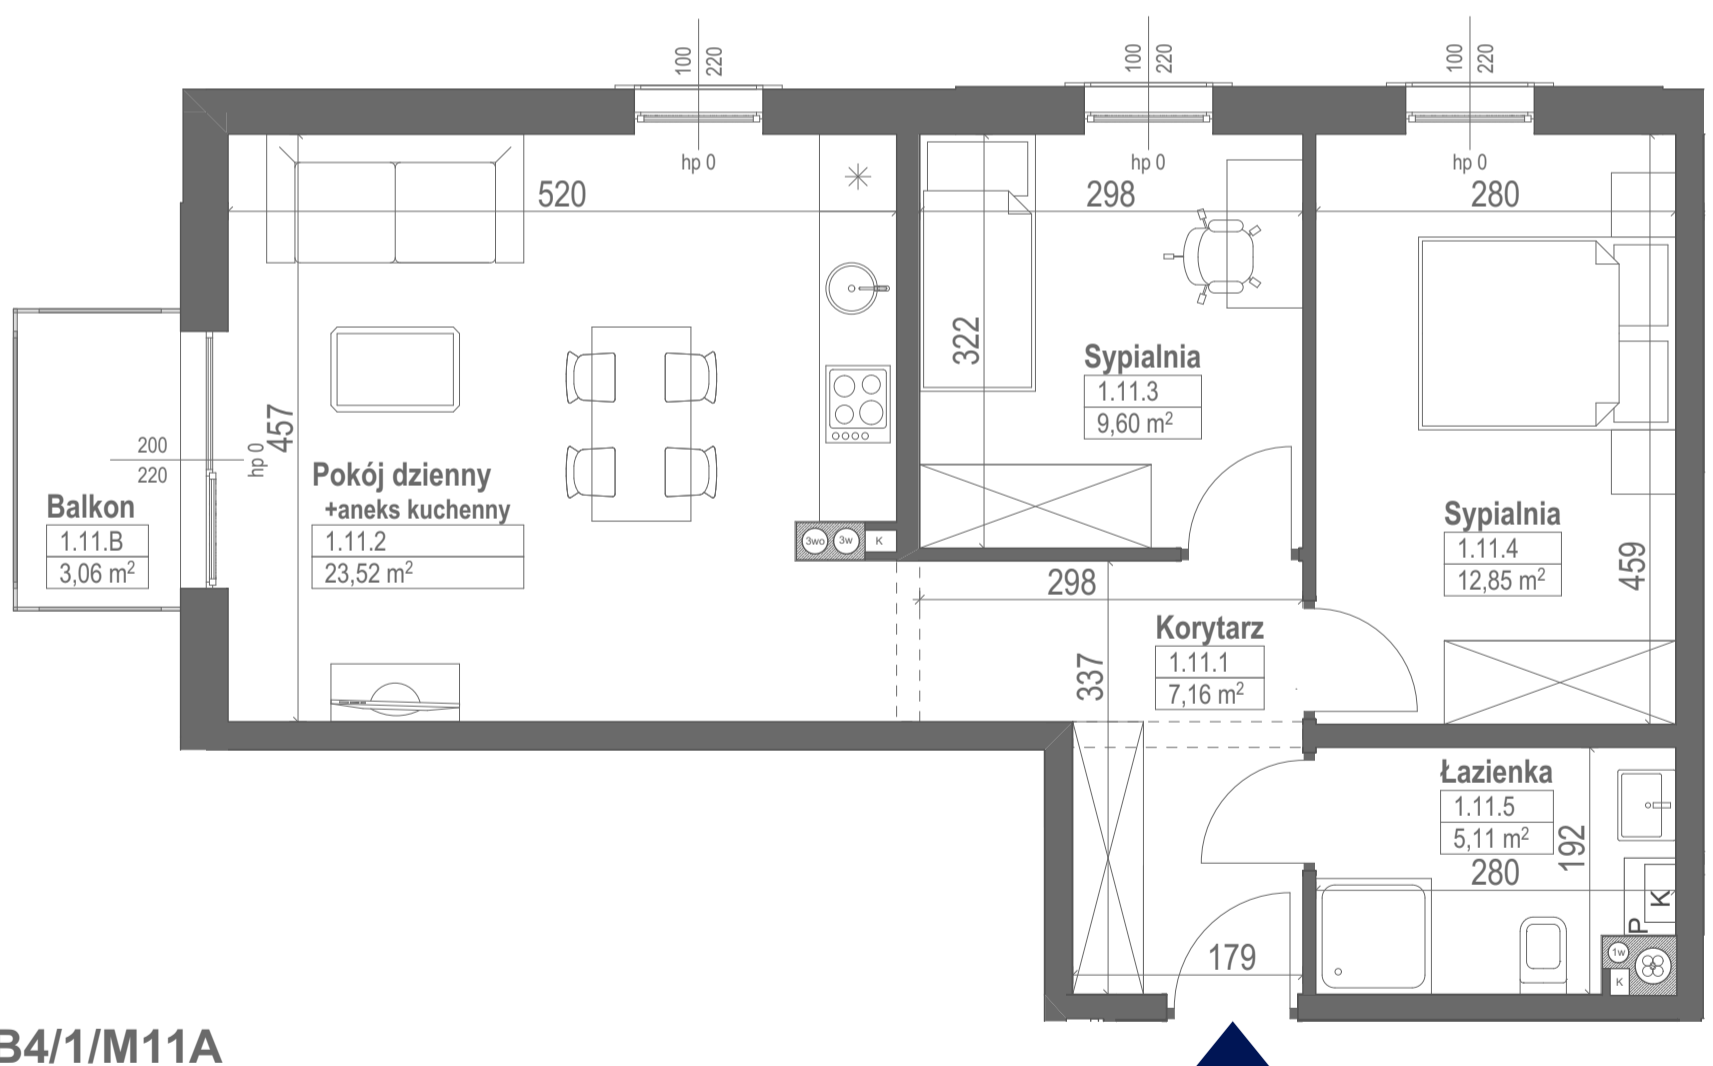 100
220
100
220
100
220
hp 0
hp 0
hp 0
520
298
280
322
457
200
220
hp 0
Balkon
1.11.B
3,06 m²
Pokój dzienny
+aneks kuchenny
1.11.2
23,52 m²
3wo
3w
K
Sypialnia
1.11.3
9,60 m²
Sypialnia
1.11.4
12,85 m²
459
298
337
Korytarz
1.11.1
7,16 m²
Łazienka
1.11.5
5,11 m²
192
280
K
P
1w
K
179
B4/1/M11A